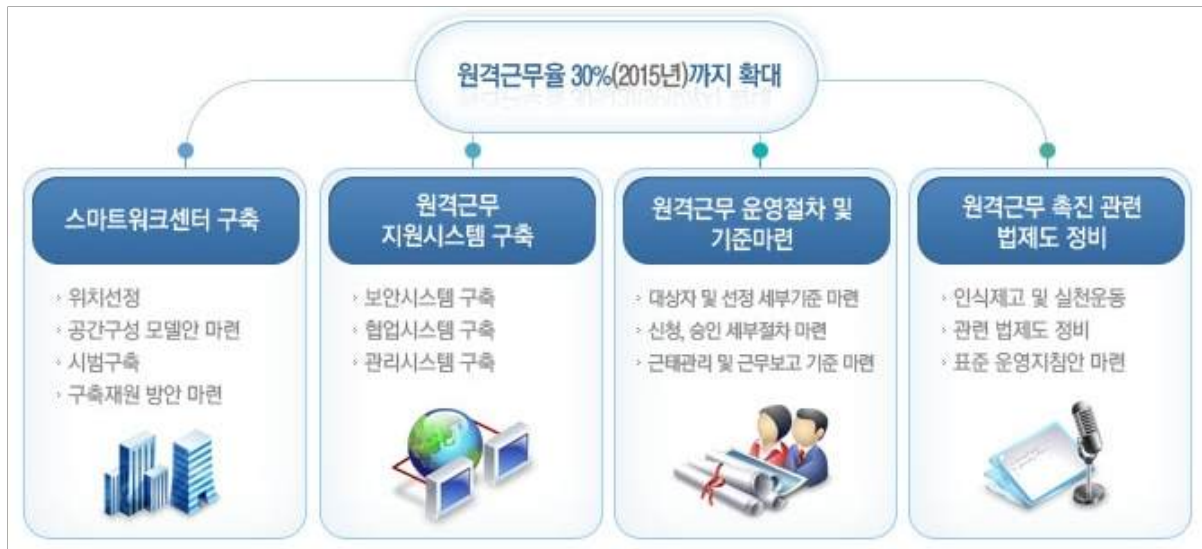 원격근무율 30%(2015년)까지 확대
스마트워크센터 구축
› 위치선정
› 공간구성 모델안 마련
› 시범구축
› 구축재원 방안 마련
원격근무
지원시스템 구축
› 보안시스템 구축
› 협업시스템 구축
› 관리시스템 구축
원격근무 운영절차 및
기준마련
› 대상자 및 선정 세부기준 마련
› 신청, 승인 세부절차 마련
› 근태관리 및 근무보고 기준 마련
원격근무 촉진 관련
법제도 정비
› 인식제고 및 실천운동
› 관련 법제도 정비
› 표준 운영지침안 마련